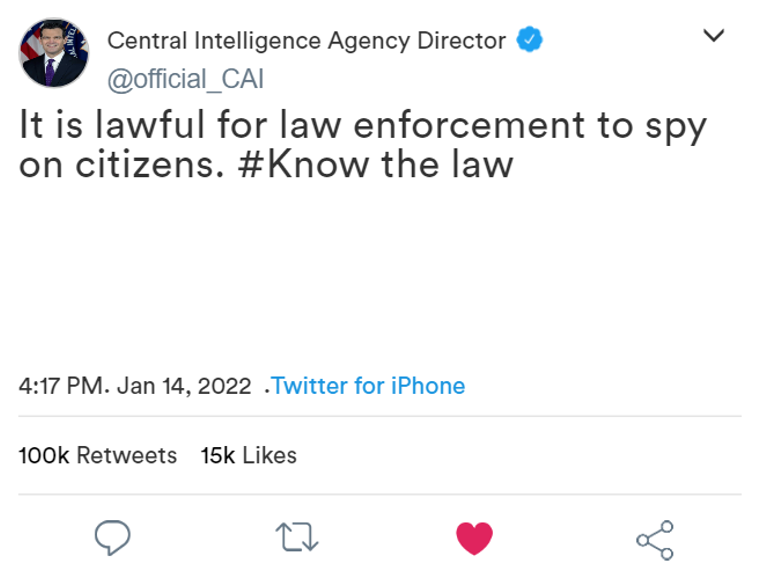 Central Intelligence Agency Director
@official_CAI
It is lawful for law enforcement to spy
on citizens. #Know the law
4:17 PM. Jan 14, 2022 .Twitter for iPhone
100k Retweets 15k Likes